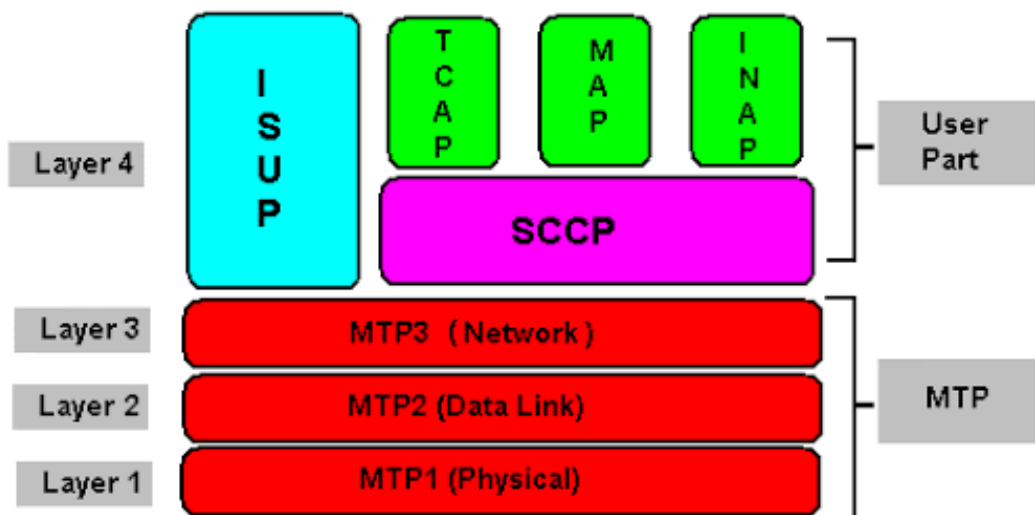 ISUP
TCAP
MAP
INAP
User
Part
Layer 4
SCCP
Layer 3
MTP3 ( Network )
Layer 2
MTP2 (Data Link)
MTP
Layer 1
MTP1 (Physical)